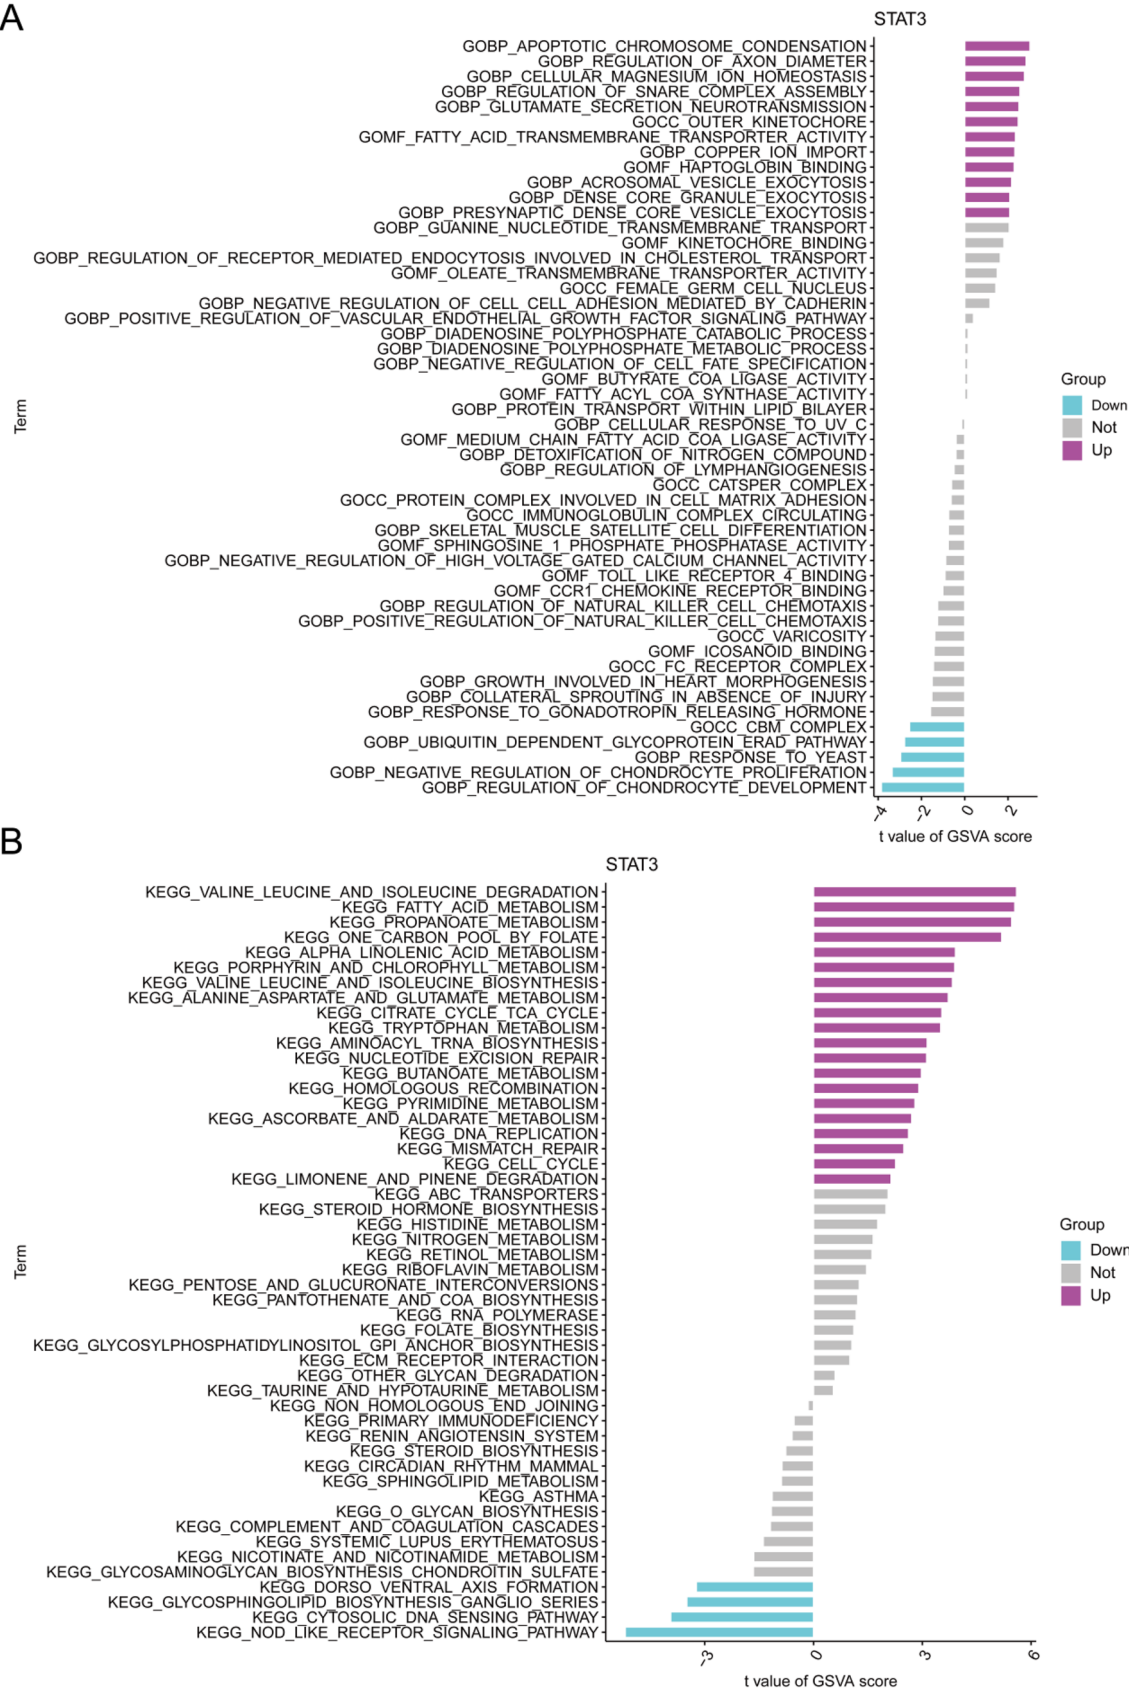 A
STAT3
GOBP_APOPTOTIC_CHROMOSOME_CONDENSATION
GOBP_REGULATION_OF_AXON_DIAMETER
GOBP_CELLULAR_MAGNESIUM_ION_HOMEOSTASIS
GOBP_REGULATION_OF_SNARE_COMPLEX_ASSEMBLY
GOBP_GLUTAMATE_SECRETION_NEUROTRANSMISSION
GOCC_OUTER_KINETOCHORE
GOMF_FATTY_ACID_TRANSMEMBRANE_TRANSPORTER_ACTIVITY
GOBP_COPPER_ION_IMPORT
GOMF_HAPTOGLOBIN_BINDING
GOBP_ACROSOMAL_VESICLE_EXOCYTOSIS
GOBP_DENSE_CORE_GRANULE_EXOCYTOSIS
GOBP_PRESYNAPTIC_DENSE_CORE_VESICLE_EXOCYTOSIS
GOBP_GUANINE_NUCLEOTIDE_TRANSMEMBRANE_TRANSPORT
GOMF_KINETOCHORE_BINDING
GOBP_REGULATION_OF_RECEPTOR_MEDIATED_ENDOCYTOSIS_INVOLVED_IN_CHOLESTEROL_TRANSPORT
GOMF_OLEATE_TRANSMEMBRANE_TRANSPORTER_ACTIVITY
GOCC_FEMALE_GERM_CELL_NUCLEUS
GOBP_NEGATIVE_REGULATION_OF_CELL_CELL_ADHESION_MEDIATED_BY_CADHERIN
GOBP_POSITIVE_REGULATION_OF_VASCULAR_ENDOTHELIAL_GROWTH_FACTOR_SIGNALING_PATHWAY
GOBP_DIADENOSINE_POLYPHOSPHATE_CATABOLIC_PROCESS
GOBP_DIADENOSINE_POLYPHOSPHATE_METABOLIC_PROCESS
GOBP_NEGATIVE_REGULATION_OF_CELL_FATE_SPECIFICATION
GOMF_BUTYRATE_COA_LIGASE_ACTIVITY
GOMF_FATTY_ACYL_COA_SYNTHASE_ACTIVITY
GOBP_PROTEIN_TRANSPORT_WITHIN_LIPID_BILAYER
GOBP_CELLULAR_RESPONSE_TO_UV_C
GOMF_MEDIUM_CHAIN_FATTY_ACID_COA_LIGASE_ACTIVITY
GOBP_DETOXIFICATION_OF_NITROGEN_COMPOUND
GOBP_REGULATION_OF_LYMPHANGIOGENESIS
GOCC_CATSPER_COMPLEX
GOCC_PROTEIN_COMPLEX_INVOLVED_IN_CELL_MATRIX_ADHESION
GOCC_IMMUNOGLOBULIN_COMPLEX_CIRCULATING
GOBP_SKELETAL_MUSCLE_SATELLITE_CELL_DIFFERENTIATION
GOMF_SPHINGOSINE_1_PHOSPHATE_PHOSPHATASE_ACTIVITY
GOBP_NEGATIVE_REGULATION_OF_HIGH_VOLTAGE_GATED_CALCIUM_CHANNEL_ACTIVITY
GOMF_TOLL_LIKE_RECEPTOR_4_BINDING
GOMF_CCR1_CHEMOKINE_RECEPTOR_BINDING
GOBP_REGULATION_OF_NATURAL_KILLER_CELL_CHEMOTAXIS
GOBP_POSITIVE_REGULATION_OF_NATURAL_KILLER_CELL_CHEMOTAXIS
GOCC_VARICOSITY
GOMF_ICOSANOID_BINDING
GOCC_FC_RECEPTOR_COMPLEX
GOBP_GROWTH_INVOLVED_IN_HEART_MORPHOGENESIS
GOBP_COLLATERAL_SPROUTING_IN_ABSENCE_OF_INJURY
GOBP_RESPONSE_TO_GONADOTROPIN_RELEASING_HORMONE
GOCC_CBM_COMPLEX
GOBP_UBIQUITIN_DEPENDENT_GLYCOPROTEIN_ERAD_PATHWAY
GOBP_RESPONSE_TO_YEAST
GOBP_NEGATIVE_REGULATION_OF_CHONDROCYTE_PROLIFERATION
GOBP_REGULATION_OF_CHONDROCYTE_DEVELOPMENT
Term
-4 -2 0 2
t value of GSVA score
Group
Down
Not
Up
B
STAT3
KEGG_VALINE_LEUCINE_AND_ISOLEUCINE_DEGRADATION
KEGG_FATTY_ACID_METABOLISM
KEGG_PROPANOATE_METABOLISM
KEGG_ONE_CARBON_POOL_BY_FOLATE
KEGG_ALPHA_LINOLENIC_ACID_METABOLISM
KEGG_PORPHYRIN_AND_CHLOROPHYLL_METABOLISM
KEGG_VALINE_LEUCINE_AND_ISOLEUCINE_BIOSYNTHESIS
KEGG_ALANINE_ASPARTATE_AND_GLUTAMATE_METABOLISM
KEGG_CITRATE_CYCLE_TCA_CYCLE
KEGG_TRYPTOPHAN_METABOLISM
KEGG_AMINOACYL_TRNA_BIOSYNTHESIS
KEGG_NUCLEOTIDE_EXCISION_REPAIR
KEGG_BUTANOATE_METABOLISM
KEGG_HOMOLOGOUS_RECOMBINATION
KEGG_PYRIMIDINE_METABOLISM
KEGG_ASCORBATE_AND_ALDARATE_METABOLISM
KEGG_DNA_REPLICATION
KEGG_MISMATCH_REPAIR
KEGG_CELL_CYCLE
KEGG_LIMONENE_AND_PINENE_DEGRADATION
KEGG_ABC_TRANSPORTERS
KEGG_STEROID_HORMONE_BIOSYNTHESIS
KEGG_HISTIDINE_METABOLISM
KEGG_NITROGEN_METABOLISM
KEGG_RETINOL_METABOLISM
KEGG_RIBOFLAVIN_METABOLISM
KEGG_PENTOSE_AND_GLUCURONATE_INTERCONVERSIONS
KEGG_PANTOTHENATE_AND_COA_BIOSYNTHESIS
KEGG_RNA_POLYMERASE
KEGG_FOLATE_BIOSYNTHESIS
KEGG_GLYCOSYLPHOSPHATIDYLINOSITOL_GPI_ANCHOR_BIOSYNTHESIS
KEGG_ECM_RECEPTOR_INTERACTION
KEGG_OTHER_GLYCAN_DEGRADATION
KEGG_TAURINE_AND_HYPOTAURINE_METABOLISM
KEGG_NON_HOMOLOGOUS_END_JOINING
KEGG_PRIMARY_IMMUNODEFICIENCY
KEGG_RENIN_ANGIOTENSIN_SYSTEM
KEGG_STEROID_BIOSYNTHESIS
KEGG_CIRCADIAN_RHYTHM_MAMMAL
KEGG_SPHINGOLIPID_METABOLISM
KEGG_ASTHMA
KEGG_O_GLYCAN_BIOSYNTHESIS
KEGG_COMPLEMENT_AND_COAGULATION_CASCADES
KEGG_SYSTEMIC_LUPUS_ERYTHEMATOSUS
KEGG_NICOTINATE_AND_NICOTINAMIDE_METABOLISM
KEGG_GLYCOSAMINOGLYCAN_BIOSYNTHESIS_CHONDROITIN_SULFATE
KEGG_DORSO_VENTRAL_AXIS_FORMATION
KEGG_GLYCOSPHINGOLIPID_BIOSYNTHESIS_GANGLIO_SERIES
KEGG_CYTOSOLIC_DNA_SENSING_PATHWAY
KEGG_NOD_LIKE_RECEPTOR_SIGNALING_PATHWAY
Term
-3 0 3 6
t value of GSVA score
Group
Down
Not
Up